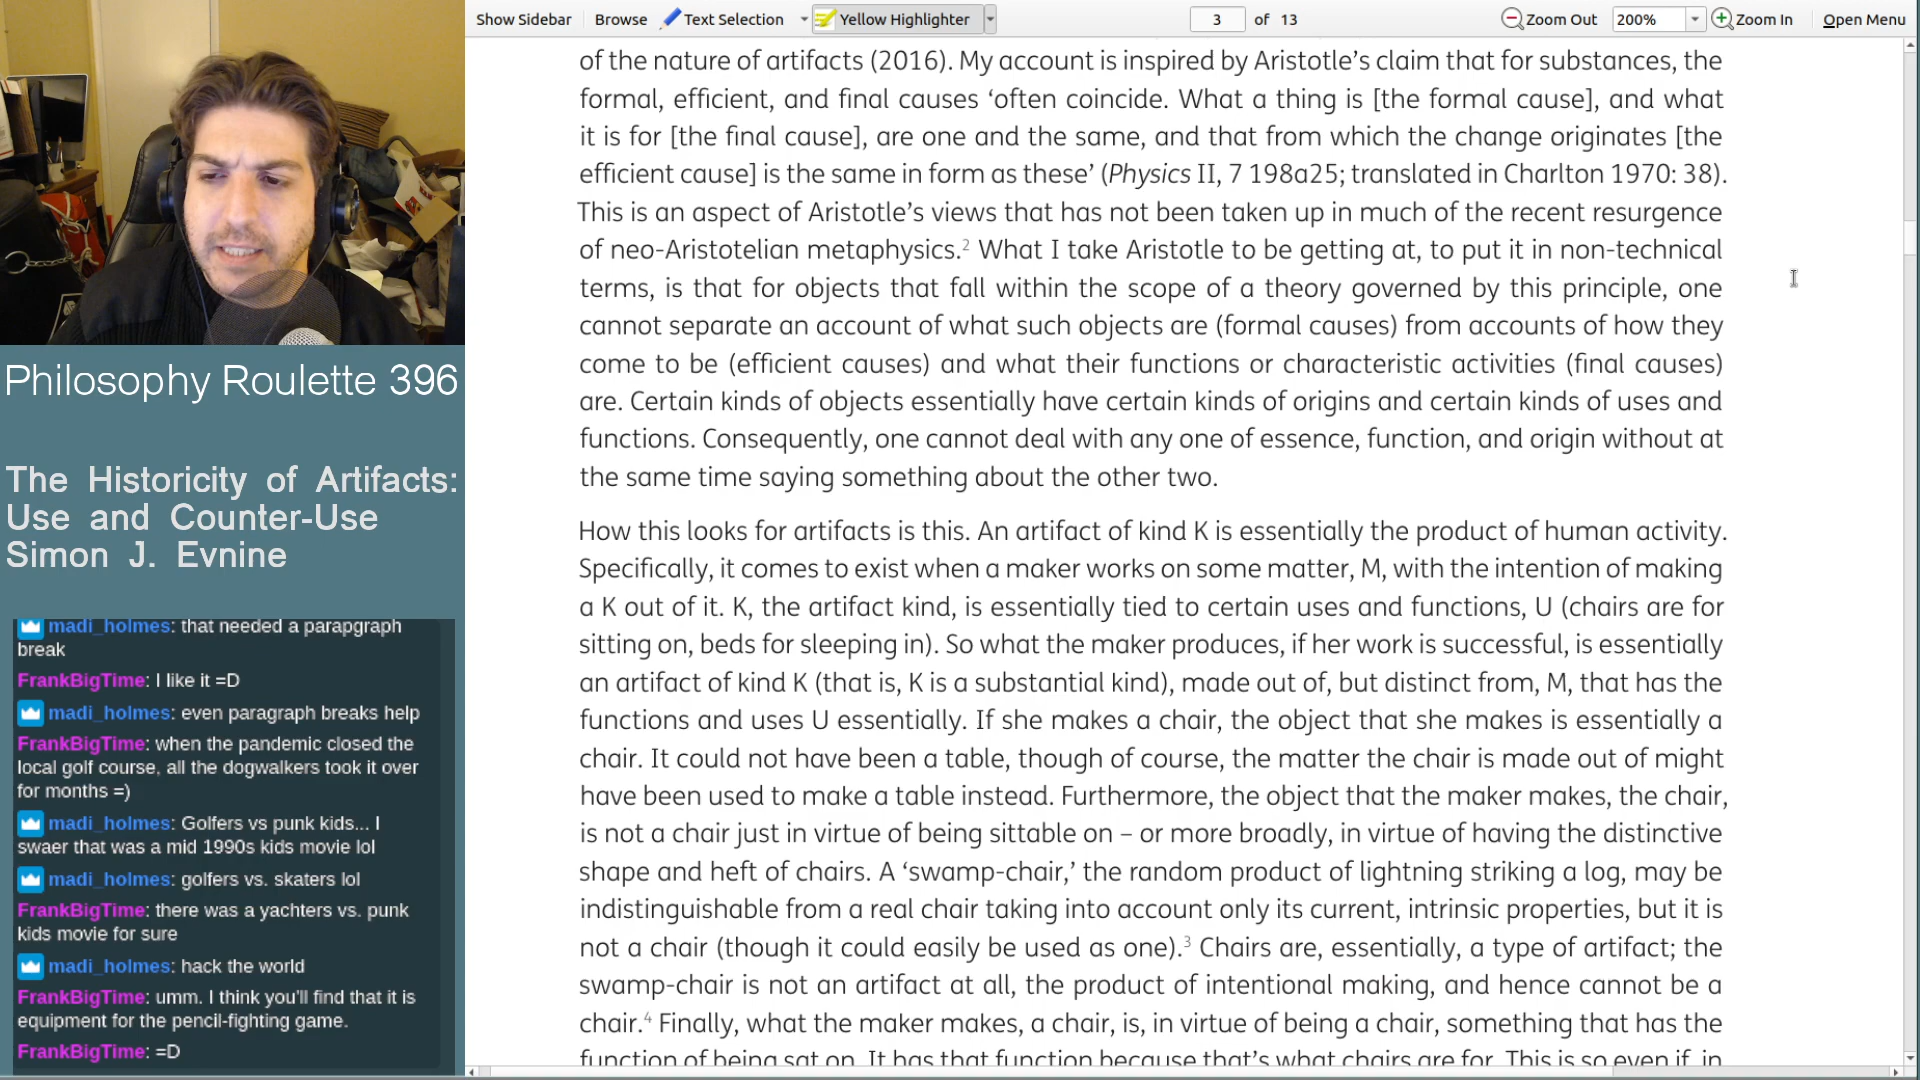 Show Sidebar
Browse
Text Selection
Yellow Highlighter
3 of 13
Zoom Out
200%
Zoom In
Open Menu
of the nature of artifacts (2016). My account is inspired by Aristotle’s claim that for substances, the
formal, efficient, and final causes ‘often coincide. What a thing is [the formal cause], and what
it is for [the final cause], are one and the same, and that from which the change originates [the
efficient cause] is the same in form as these’ (Physics II, 7 198a25; translated in Charlton 1970: 38).
This is an aspect of Aristotle’s views that has not been taken up in much of the recent resurgence
of neo-Aristotelian metaphysics.2 What I take Aristotle to be getting at, to put it in non-technical
terms, is that for objects that fall within the scope of a theory governed by this principle, one
cannot separate an account of what such objects are (formal causes) from accounts of how they
come to be (efficient causes) and what their functions or characteristic activities (final causes)
are. Certain kinds of objects essentially have certain kinds of origins and certain kinds of uses and
functions. Consequently, one cannot deal with any one of essence, function, and origin without at
the same time saying something about the other two.
How this looks for artifacts is this. An artifact of kind K is essentially the product of human activity.
Specifically, it comes to exist when a maker works on some matter, M, with the intention of making
a K out of it. K, the artifact kind, is essentially tied to certain uses and functions, U (chairs are for
sitting on, beds for sleeping in). So what the maker produces, if her work is successful, is essentially
an artifact of kind K (that is, K is a substantial kind), made out of, but distinct from, M, that has the
functions and uses U essentially. If she makes a chair, the object that she makes is essentially a
chair. It could not have been a table, though of course, the matter the chair is made out of might
have been used to make a table instead. Furthermore, the object that the maker makes, the chair,
is not a chair just in virtue of being sittable on – or more broadly, in virtue of having the distinctive
shape and heft of chairs. A ‘swamp-chair,’ the random product of lightning striking a log, may be
indistinguishable from a real chair taking into account only its current, intrinsic properties, but it is
not a chair (though it could easily be used as one).3 Chairs are, essentially, a type of artifact; the
swamp-chair is not an artifact at all, the product of intentional making, and hence cannot be a
chair.4 Finally, what the maker makes, a chair, is, in virtue of being a chair, something that has the
function of being sat on. It has that function because that’s what chairs are for. This is so even if, in
Philosophy Roulette 396
The Historicity of Artifacts:
Use and Counter-Use
Simon J. Evnine
madi_holmes: that needed a parapgraph
break
FrankBigTime: I like it =D
madi_holmes: even paragraph breaks help
FrankBigTime: when the pandemic closed the
local golf course, all the dogwalkers took it over
for months =)
madi_holmes: Golfers vs punk kids... I
swaer that was a mid 1990s kids movie lol
madi_holmes: golfers vs. skaters lol
FrankBigTime: there was a yachters vs. punk
kids movie for sure
madi_holmes: hack the world
FrankBigTime: umm. I think you'll find that it is
equipment for the pencil-fighting game.
FrankBigTime: =D